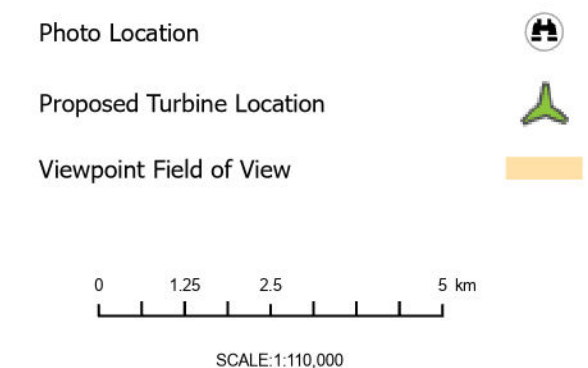 Photo Location
Proposed Turbine Location
Viewpoint Field of View
0 1.25 2.5 5 km
SCALE:1:110,000